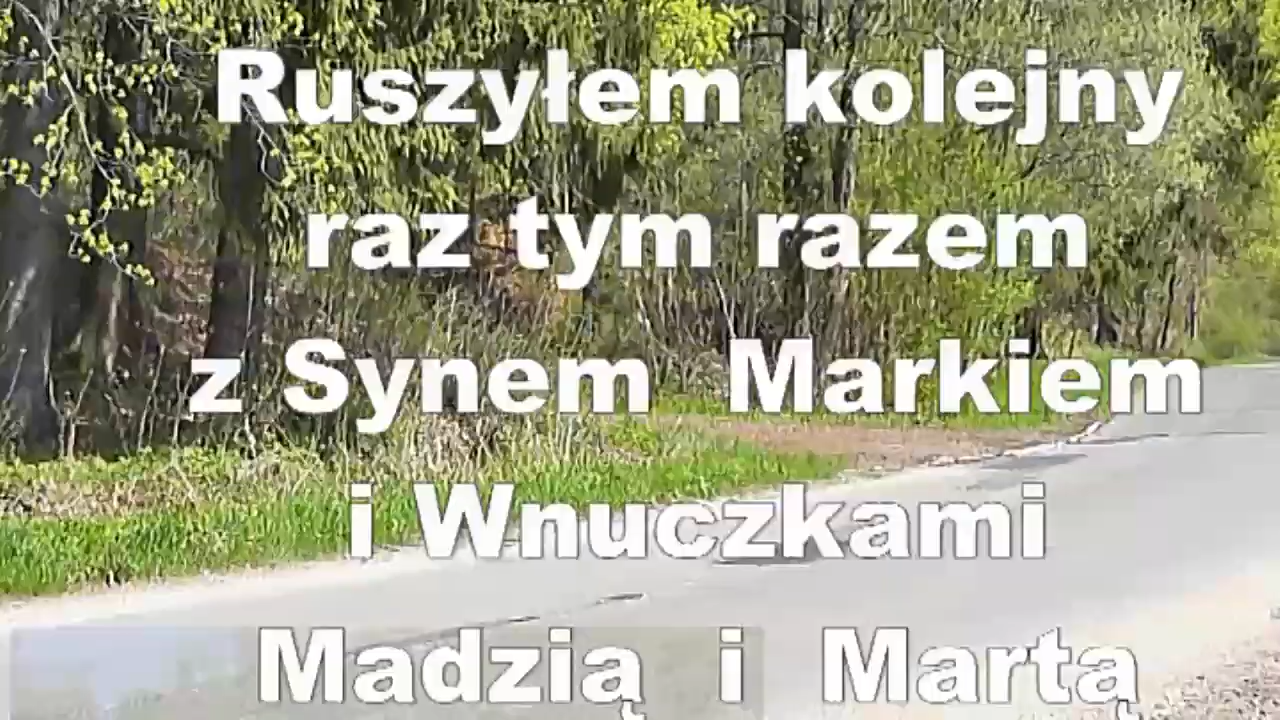 Ruszyłem kolejny
raz tym razem
z Synem Markiem
i Wnuczkami
Madzią i Martą